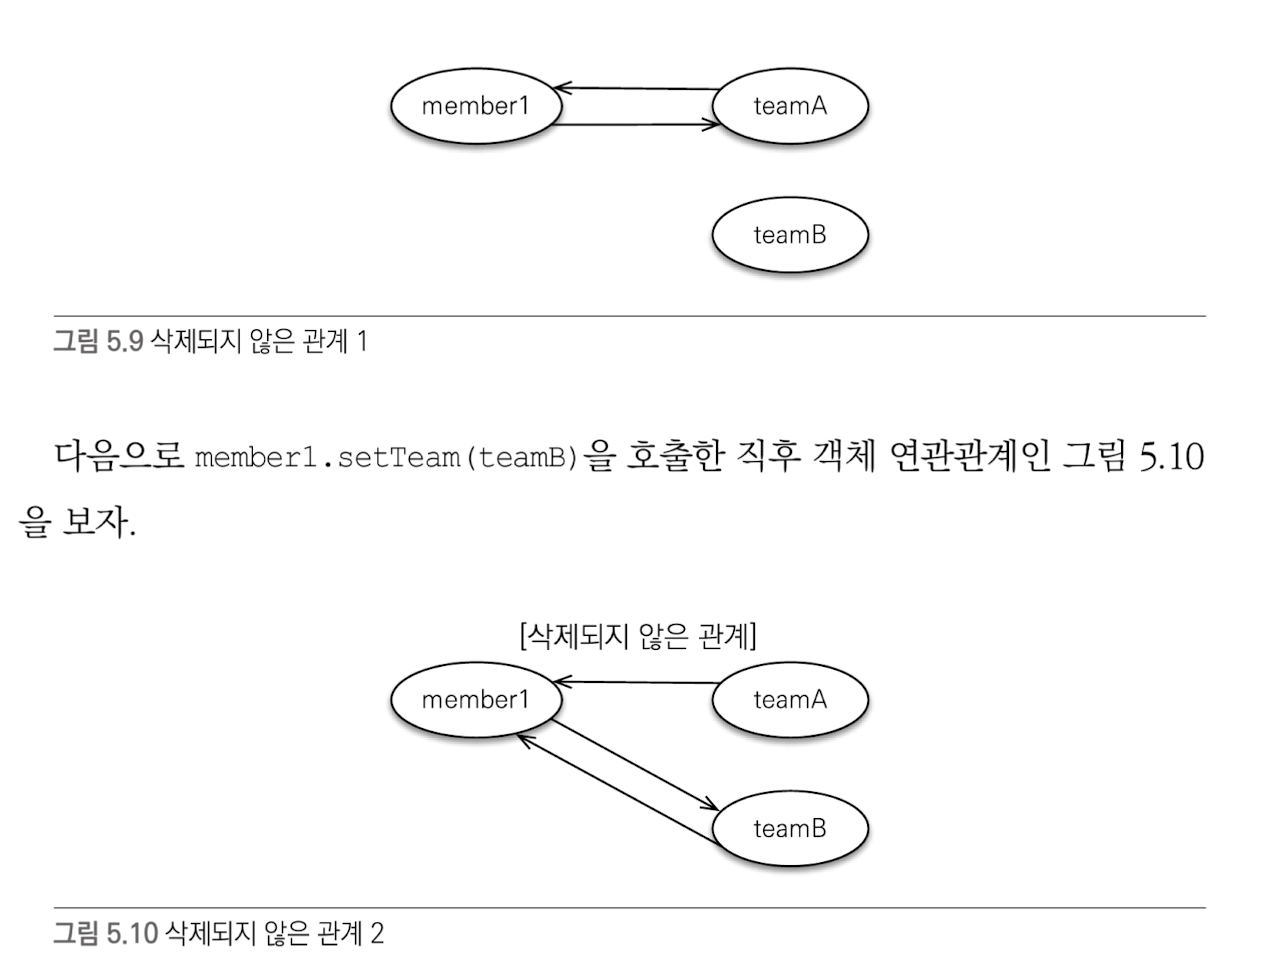 member1 teamA
teamB
그림 5.9 삭제되지 않은 관계 1
다음으로 member1.setTeam(teamB)을 호출한 직후 객체 연관관계인 그림 5.10
을 보자.
[삭제되지 않은 관계]
member1 teamA
teamB
그림 5.10 삭제되지 않은 관계 2